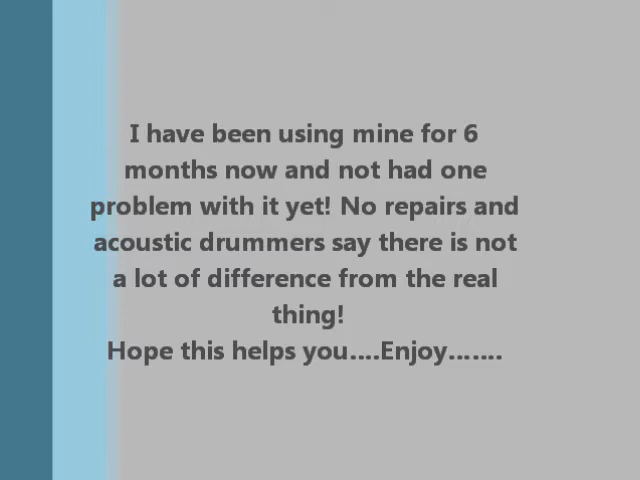 I have been using mine for 6
months now and not had one
problem with it yet! No repairs and
acoustic drummers say there is not
a lot of difference from the real
thing!
Hope this helps you....Enjoy.......